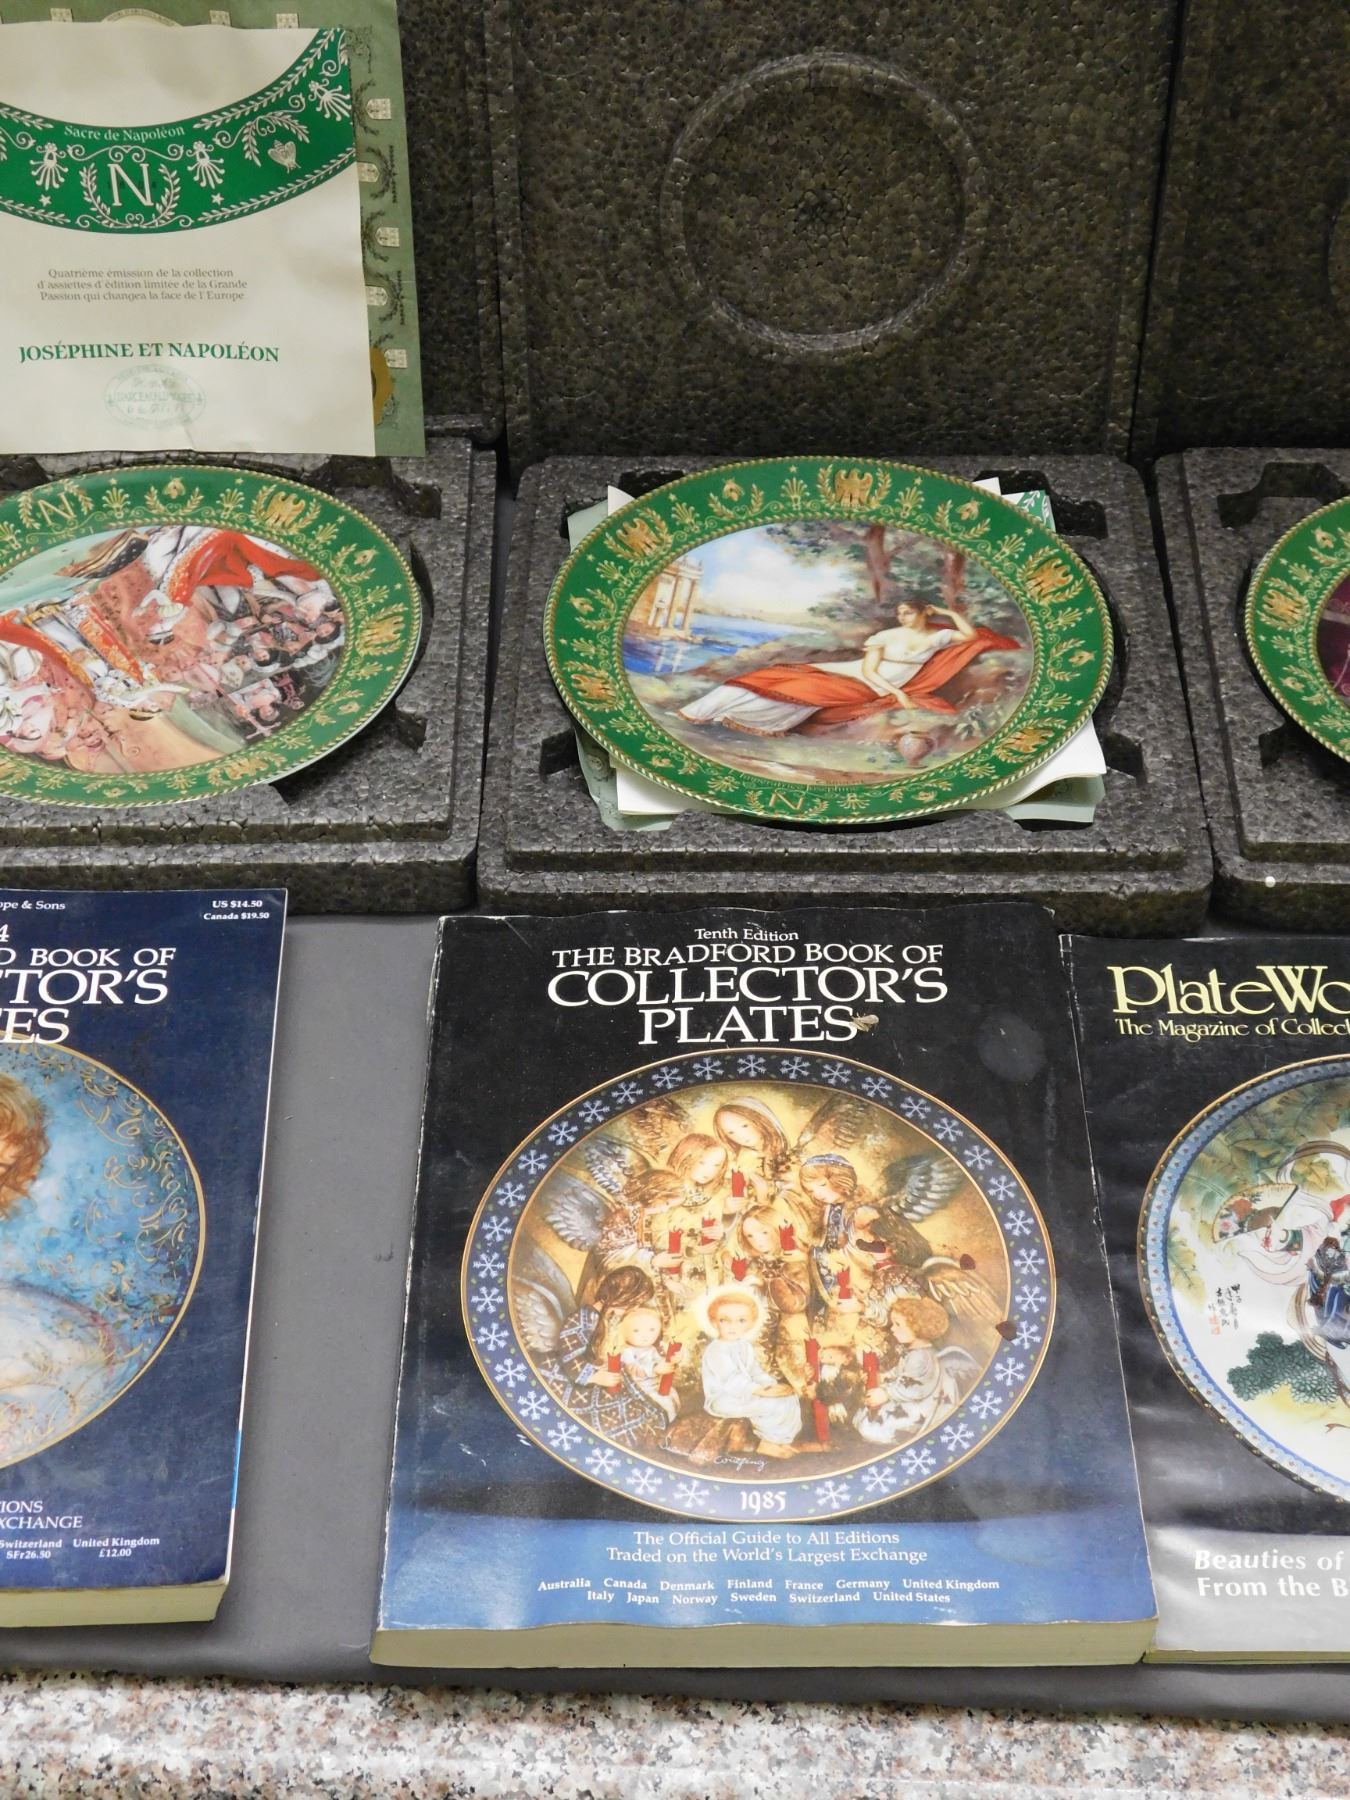 Sacre de Napoléon
N
Quatrième émission de la collection
d'assiettes d'édition limitée de la Grande
Passion qui changea la face de l'Europe
JOSÉPHINE ET NAPOLÉON
N
Impératrice Joséphine
N
ope & Sons
US $14.50
Canada $19.50
4
D BOOK OF
CTOR'S
ES
IONS
XCHANGE
Switzerland United Kingdom
SFr26.50 £12.00
Tenth Edition
THE BRADFORD BOOK OF
COLLECTOR'S
PLATES
1985
The Official Guide to All Editions
Traded on the World's Largest Exchange
Australia Canada Denmark Finland France Germany United Kingdom
Italy Japan Norway Sweden Switzerland United States
PlateWo
The Magazine of Collect
Beauties of
From the B